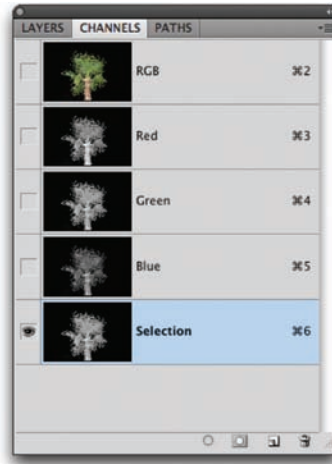 LAYERS CHANNELS PATHS
RGB ⌘2
Red ⌘3
Green ⌘4
Blue ⌘5
Selection ⌘6